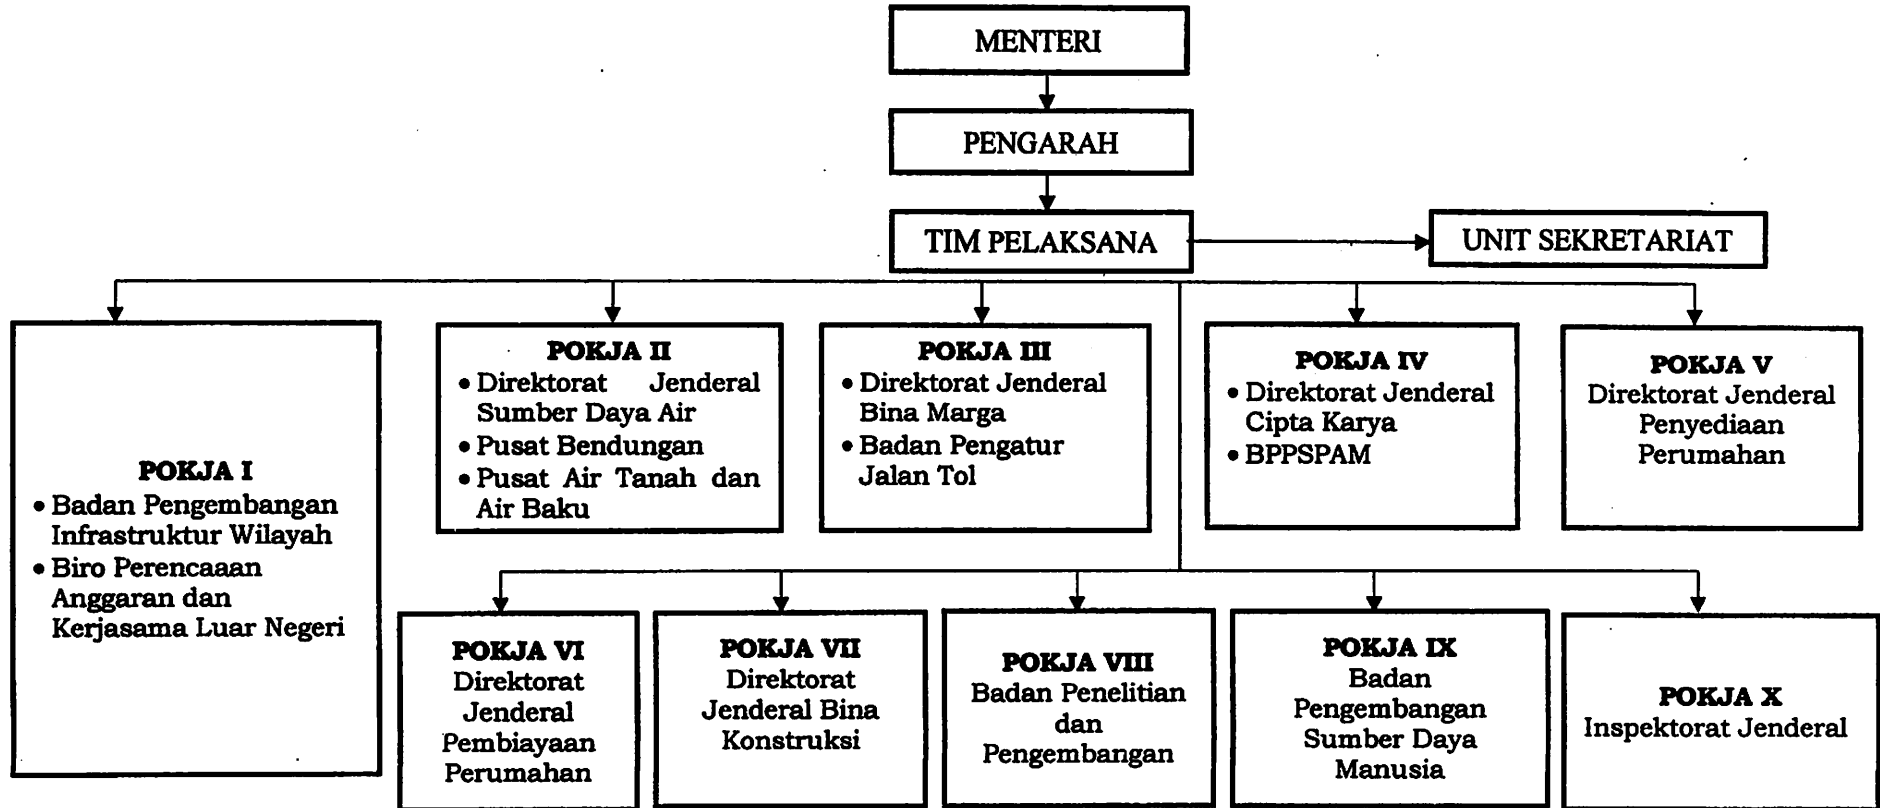 MENTERI
PENGARAH
TIM PELAKSANA
UNIT SEKRETARIAT
POKJA I
• Badan Pengembangan
Infrastruktur Wilayah
• Biro Perencaaan
Anggaran dan
Kerjasama Luar Negeri
POKJA II
• Direktorat Jenderal
Sumber Daya Air
• Pusat Bendungan
• Pusat Air Tanah dan
Air Baku
POKJA III
• Direktorat Jenderal
Bina Marga
• Badan Pengatur
Jalan Tol
POKJA IV
• Direktorat Jenderal
Cipta Karya
• BPPSPAM
POKJA V
Direktorat Jenderal
Penyediaan
Perumahan
POKJA VI
Direktorat
Jenderal
Pembiayaan
Perumahan
POKJA VII
Direktorat
Jenderal Bina
Konstruksi
POKJA VIII
Badan Penelitian
dan
Pengembangan
POKJA IX
Badan
Pengembangan
Sumber Daya
Manusia
POKJA X
Inspektorat Jenderal